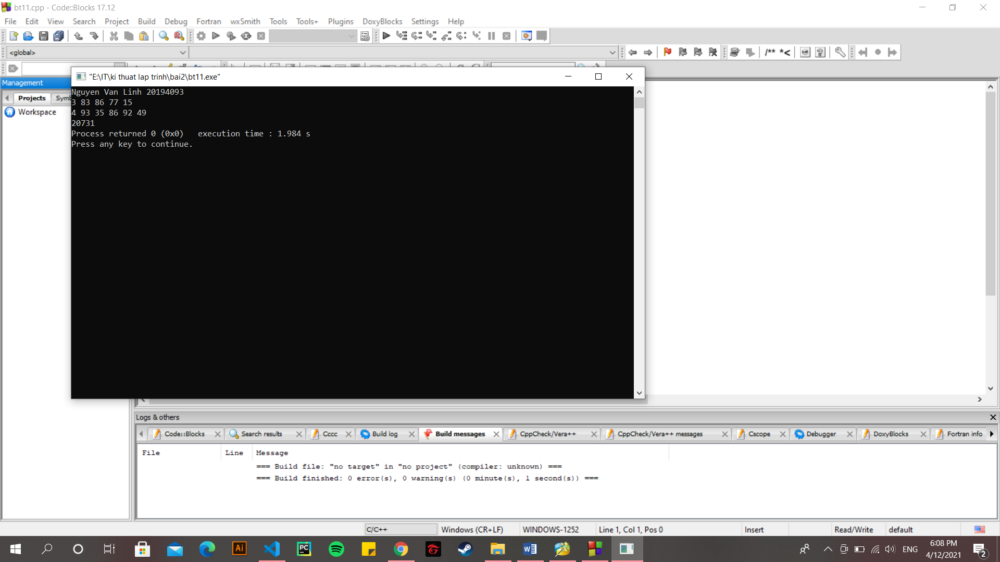 bt11.cpp - Code::Blocks 17.12
File Edit View Search Project Build Debug Fortran wxSmith Tools Tools+ Plugins DoxyBlocks Settings Help
<global>
/** *<
"E:\IT\ki thuat lap trinh\bai2\bt11.exe"
Management
Projects Symb
Workspace
Nguyen Van Linh 20194093
3 83 86 77 15
4 93 35 86 92 49
20731
Process returned 0 (0x0)   execution time : 1.984 s
Press any key to continue.
Logs & others
Code::Blocks Search results Cccc Build log Build messages CppCheck/Vera++ CppCheck/Vera++ messages Cscope Debugger DoxyBlocks Fortran info
File Line Message
=== Build file: "no target" in "no project" (compiler: unknown) ===
=== Build finished: 0 error(s), 0 warning(s) (0 minute(s), 1 second(s)) ===
C/C++ Windows (CR+LF) WINDOWS-1252 Line 1, Col 1, Pos 0 Insert Read/Write default
Ai PC W ENG 6:08 PM
4/12/2021 2